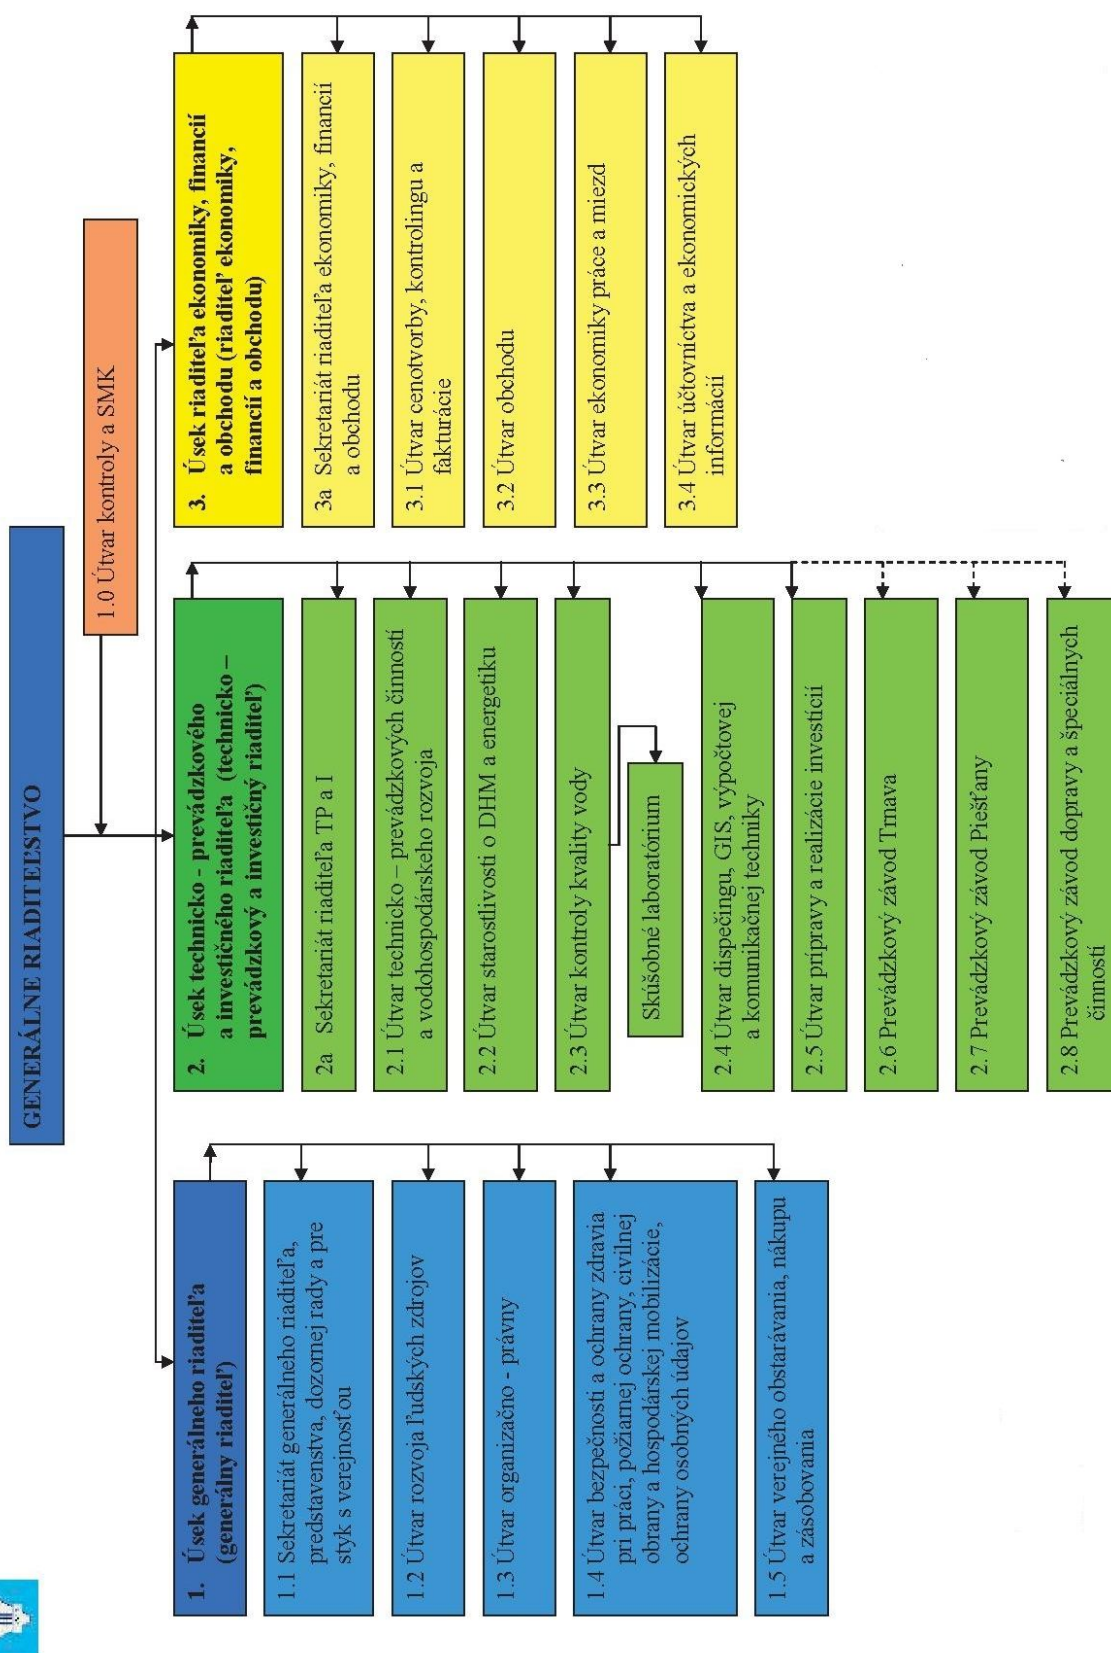 GENERÁLNE RIADITEĽSTVO
1.0 Útvar kontroly a SMK
1. Úsek generálneho riaditeľa
(generálny riaditeľ)
1.1 Sekretariát generálneho riaditeľa,
predstavenstva, dozornej rady a pre
styk s verejnosťou
1.2 Útvar rozvoja ľudských zdrojov
1.3 Útvar organizačno - právny
1.4 Útvar bezpečnosti a ochrany zdravia
pri práci, požiarnej ochrany, civilnej
obrany a hospodárskej mobilizácie,
ochrany osobných údajov
1.5 Útvar verejného obstarávania, nákupu
a zásobovania
2. Úsek technicko - prevádzkového
a investičného riaditeľa (technicko –
prevádzkový a investičný riaditeľ)
2a Sekretariát riaditeľa TP a I
2.1 Útvar technicko – prevádzkových činností
a vodohospodárskeho rozvoja
2.2 Útvar starostlivosti o DHM a energetiku
2.3 Útvar kontroly kvality vody
Skúšobné laboratórium
2.4 Útvar dispečingu, GIS, výpočtovej
a komunikačnej techniky
2.5 Útvar prípravy a realizácie investícií
2.6 Prevádzkový závod Trnava
2.7 Prevádzkový závod Piešťany
2.8 Prevádzkový závod dopravy a špeciálnych
činností
3. Úsek riaditeľa ekonomiky, financií
a obchodu (riaditeľ ekonomiky,
financií a obchodu)
3a Sekretariát riaditeľa ekonomiky, financií
a obchodu
3.1 Útvar cenotvorby, kontrolingu a
fakturácie
3.2 Útvar obchodu
3.3 Útvar ekonomiky práce a miezd
3.4 Útvar účtovníctva a ekonomických
informácií